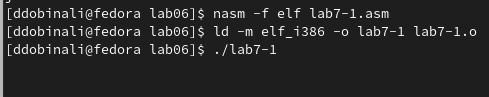 [ddobinali@fedora lab06]$ nasm -f elf lab7-1.asm
[ddobinali@fedora lab06]$ ld -m elf_i386 -o lab7-1 lab7-1.o
[ddobinali@fedora lab06]$ ./lab7-1